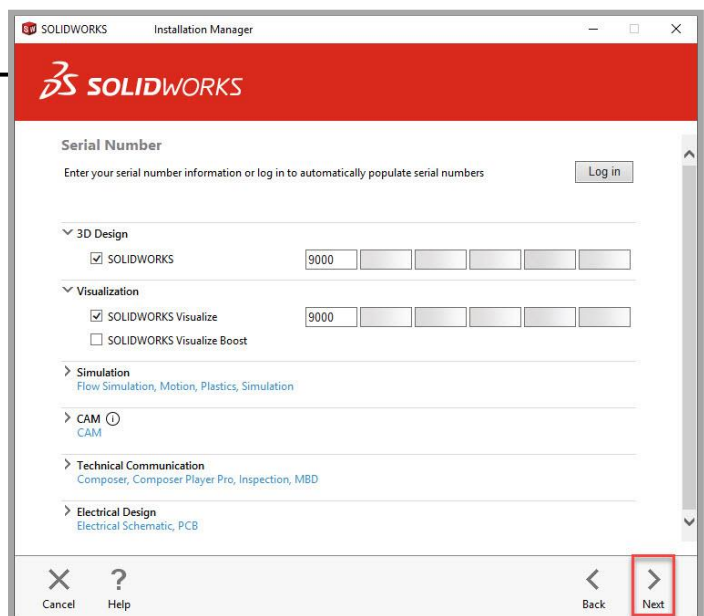 SOLIDWORKS Installation Manager
3S SOLIDWORKS
Serial Number
Enter your serial number information or log in to automatically populate serial numbers
Log in
3D Design
SOLIDWORKS 9000
Visualization
SOLIDWORKS Visualize 9000
SOLIDWORKS Visualize Boost
Simulation
Flow Simulation, Motion, Plastics, Simulation
CAM
CAM
Technical Communication
Composer, Composer Player Pro, Inspection, MBD
Electrical Design
Electrical Schematic, PCB
Cancel Help Back Next